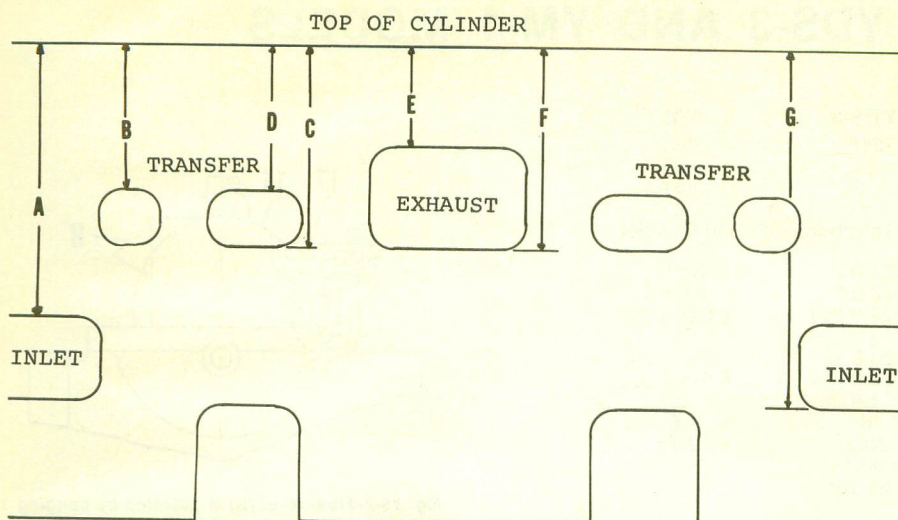 TOP OF CYLINDER
A
B
D
C
E
F
G
TRANSFER
TRANSFER
EXHAUST
INLET
INLET